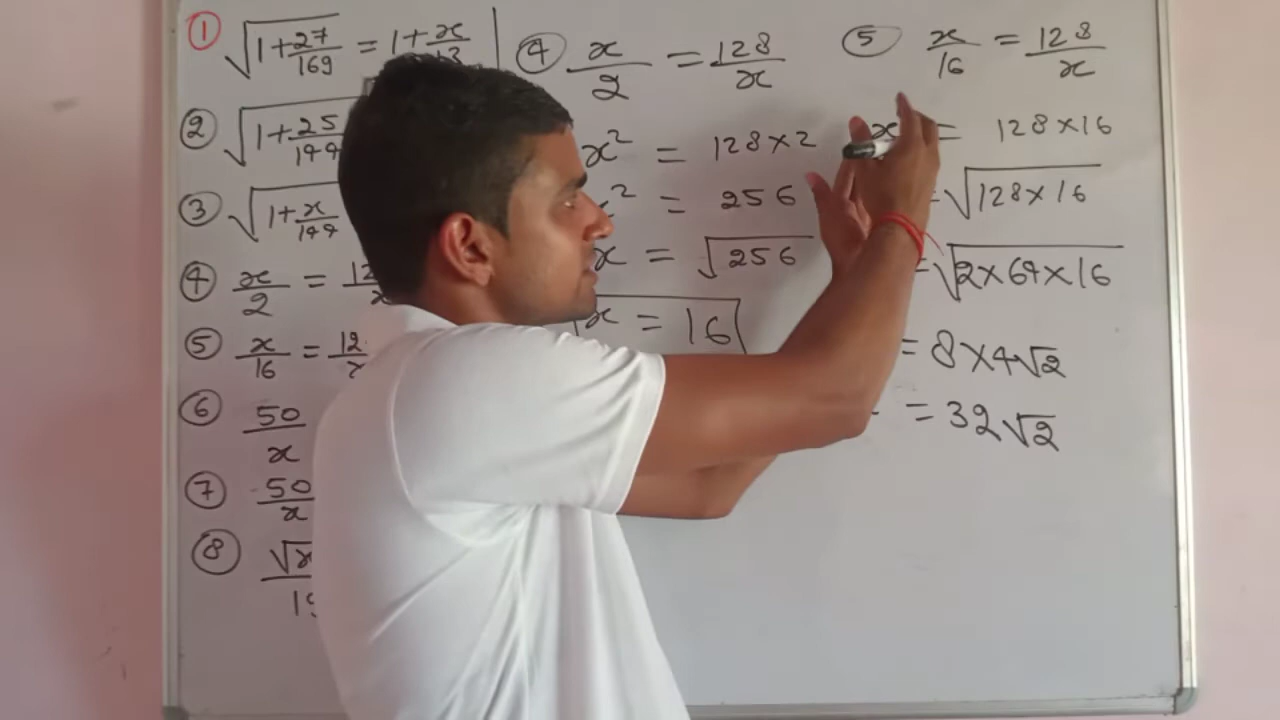 ① √(1+27/169) = 1+x/13
② √(1+25/144
③ √(1+x/144
④ x/2 = 12
⑤ x/16 = 12
⑥ 50/x
⑦ 50/x
⑧ √x
④ x/2 = 128/x
x² = 128×2
² = 256
x = √256
x = 16
⑤ x/16 = 128/x
x = 128×16
= √128×16
= √2×64×16
= 8×4√2
= 32√2